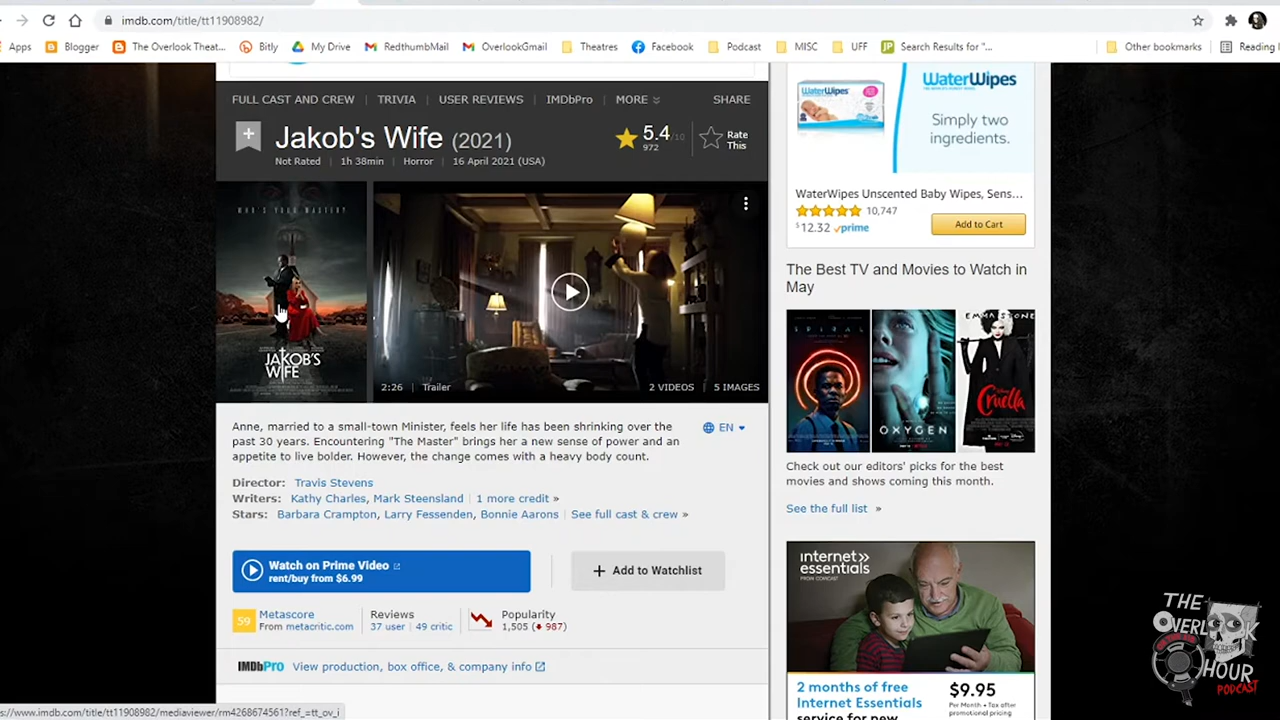 imdb.com/title/tt11908982/
Apps Blogger The Overlook Theat... Bitly My Drive RedthumbMail OverlookGmail Theatres Facebook Podcast MISC UFF Search Results for "... Other bookmarks Reading
FULL CAST AND CREW TRIVIA USER REVIEWS IMDbPro MORE SHARE
+ Jakob's Wife (2021)
5.4/10
972
Rate This
Not Rated 1h 38min Horror 16 April 2021 (USA)
WHO'S YOUR MASTER?
JAKOB'S
WIFE
2:26 Trailer 2 VIDEOS 5 IMAGES
Anne, married to a small-town Minister, feels her life has been shrinking over the
past 30 years. Encountering "The Master" brings her a new sense of power and an
appetite to live bolder. However, the change comes with a heavy body count.
EN
Director: Travis Stevens
Writers: Kathy Charles, Mark Steensland 1 more credit »
Stars: Barbara Crampton, Larry Fessenden, Bonnie Aarons See full cast & crew »
Watch on Prime Video
rent/buy from $6.99
+ Add to Watchlist
59 Metascore
From metacritic.com
Reviews
37 user 49 critic
Popularity
1,505 (987)
IMDbPro View production, box office, & company info
s://www.imdb.com/title/tt11908982/mediaviewer/rm4268674561?ref_=tt_ov_i
WaterWipes
WaterWipes
Simply two
ingredients.
WaterWipes Unscented Baby Wipes, Sens...
10,747
$12.32 prime
Add to Cart
The Best TV and Movies to Watch in
May
SPIRAL
OXYGEN
EMMA STONE
Cruella
Check out our editors' picks for the best
movies and shows coming this month.
See the full list »
internet
essentials
FROM COMCAST
2 months of free
Internet Essentials
service for new
$9.95
Per Month + Tax after
promotional pricing
THE
OVERLOOK
HOUR
PODCAST